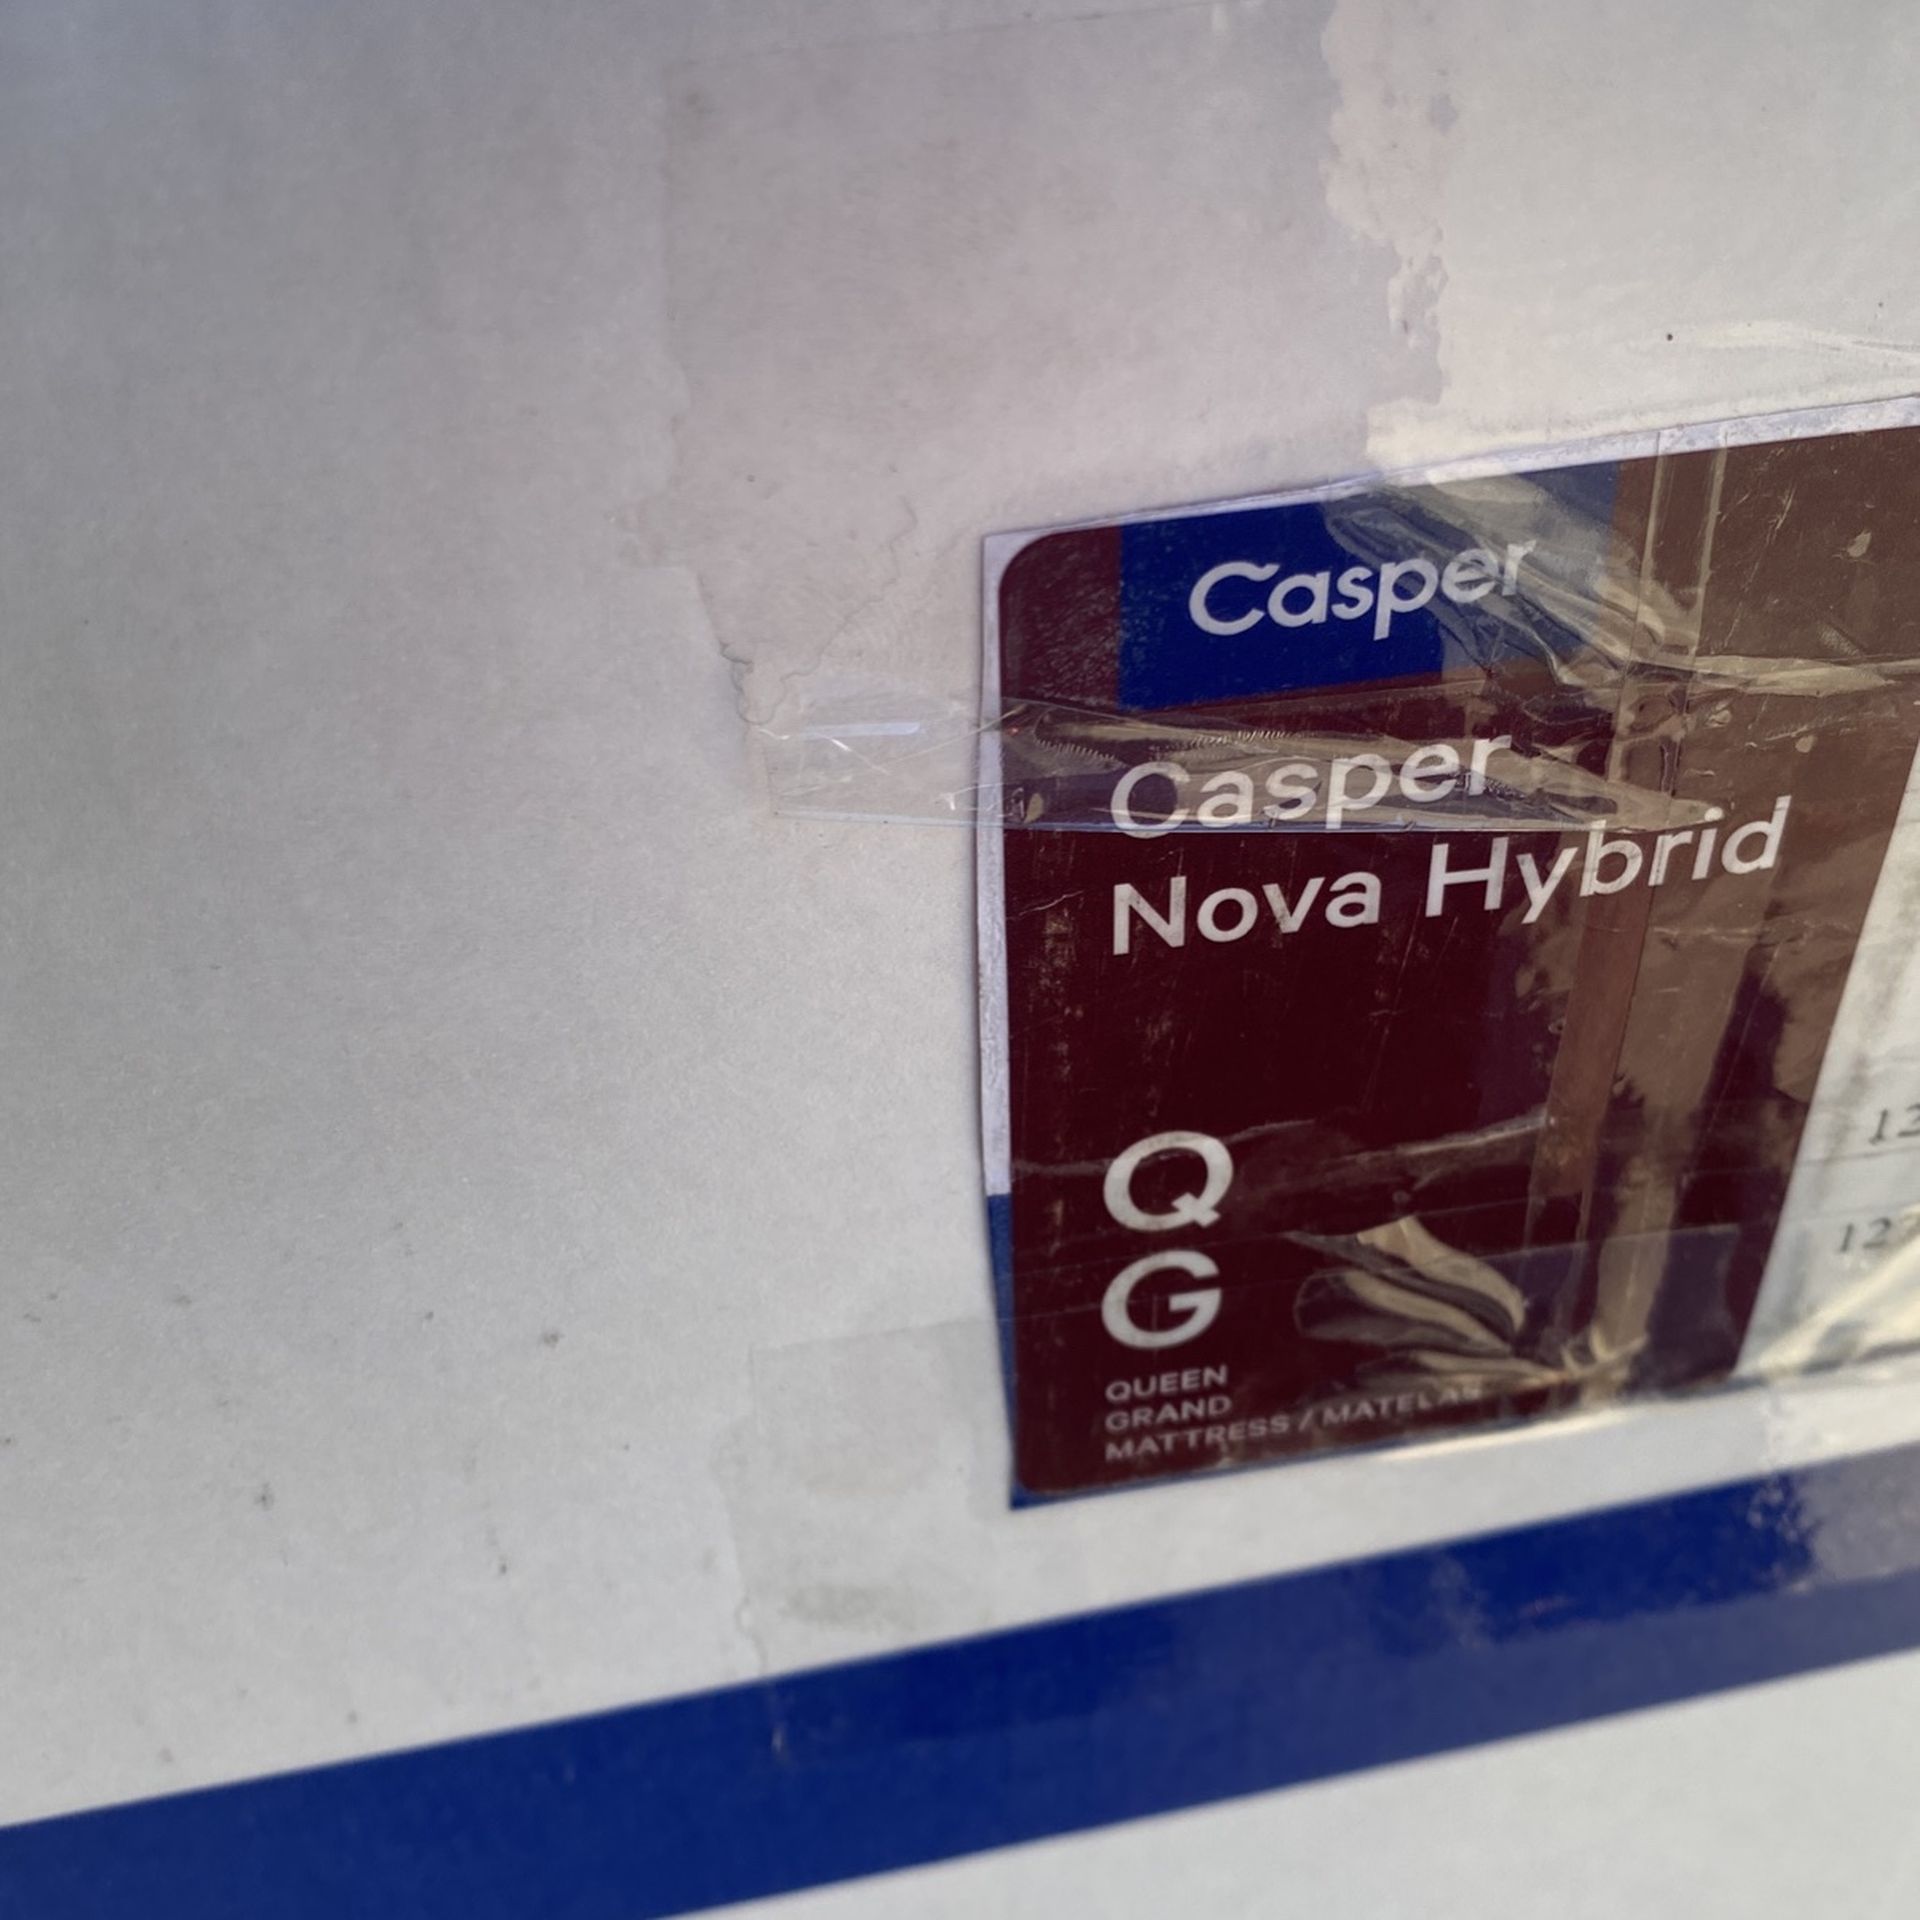 Casper
Casper
Nova Hybrid
Q
G
QUEEN
GRAND
MATTRESS / MATELAS